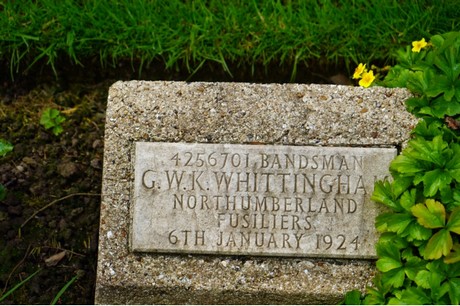 4256701 BANDSMAN
G.W.K. WHITTINGHA
NORTHUMBERLAND
FUSILIERS
6TH JANUARY 1924